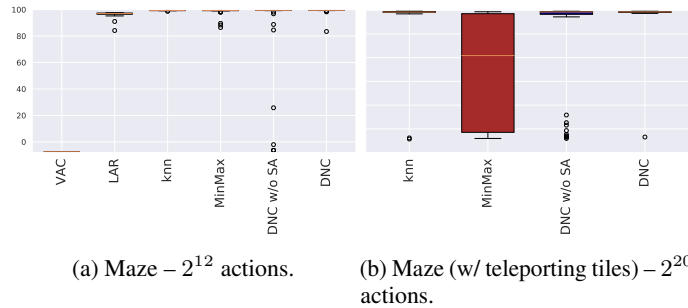 100
80
60
40
20
0
VAC
LAR
knn
MinMax
DNC w/o SA
DNC
knn
MinMax
DNC w/o SA
DNC
(a) Maze – 2^12 actions.
(b) Maze (w/ teleporting tiles) – 2^20
actions.